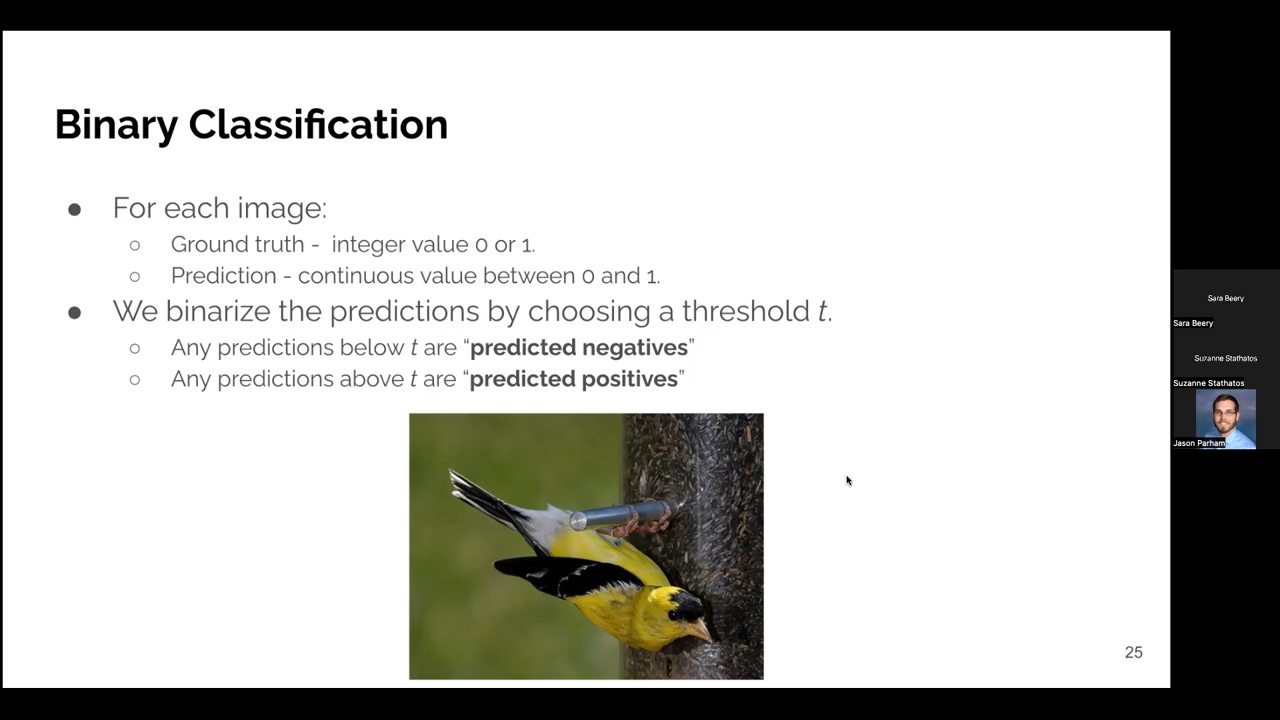 Binary Classification
● For each image:
○ Ground truth -  integer value 0 or 1.
○ Prediction - continuous value between 0 and 1.
● We binarize the predictions by choosing a threshold t.
○ Any predictions below t are “predicted negatives”
○ Any predictions above t are “predicted positives”
25
Sara Beery
Sara Beery
Suzanne Stathatos
Suzanne Stathatos
Jason Parham